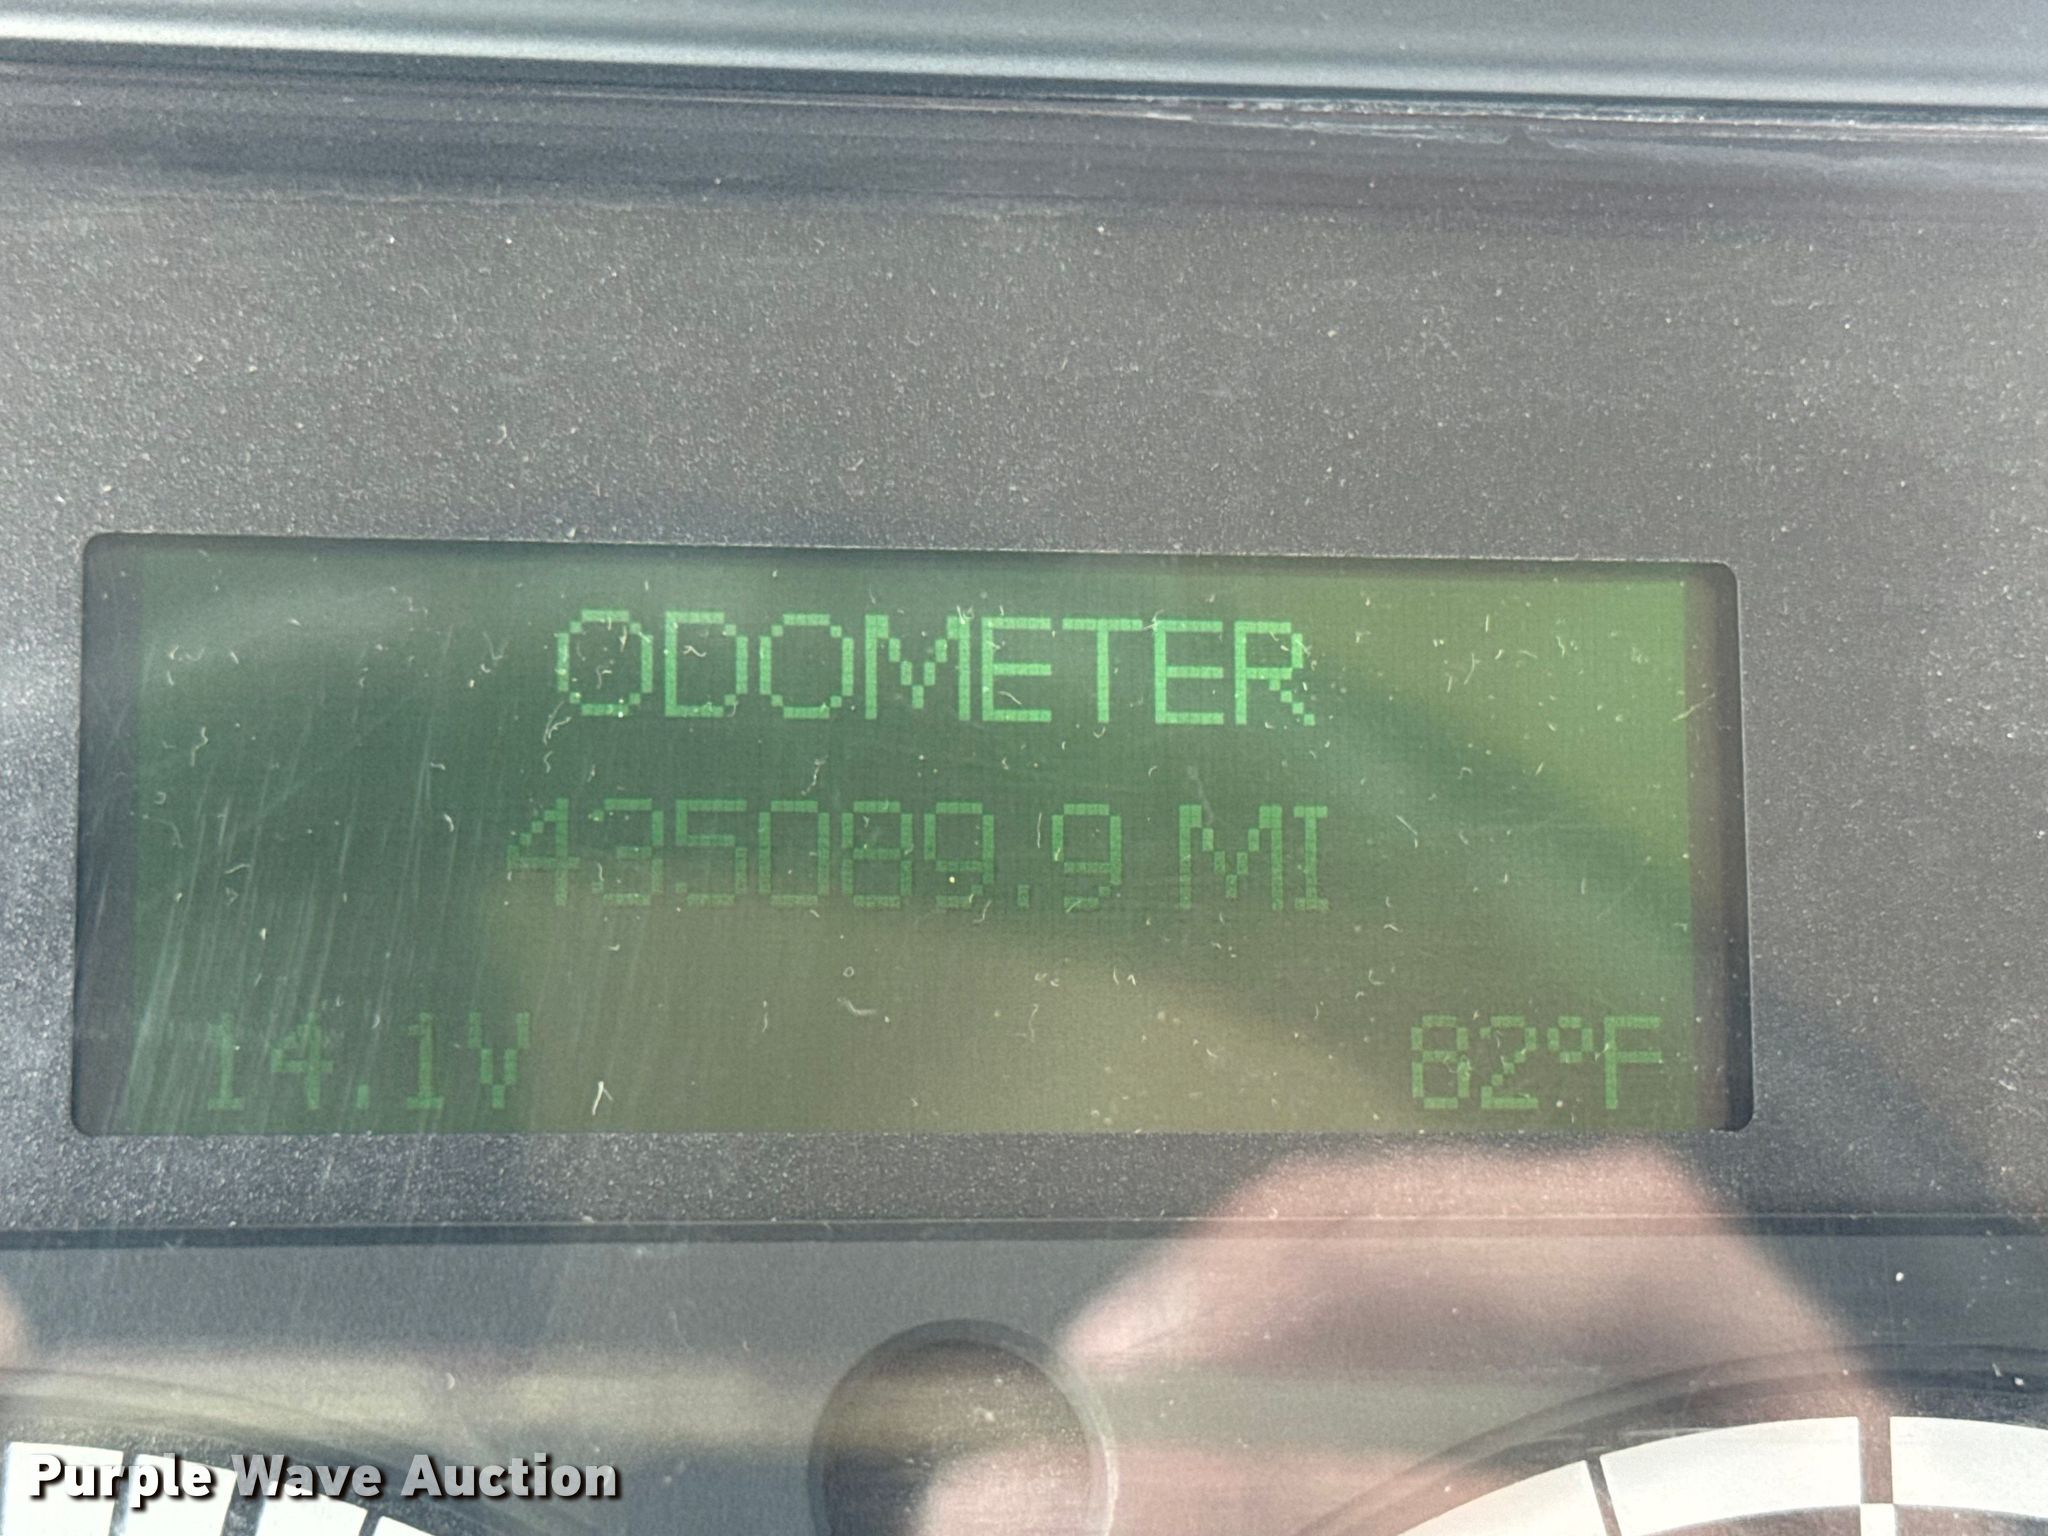 ODOMETER
435089.9 MI
14.1V 82°F
Purple Wave Auction